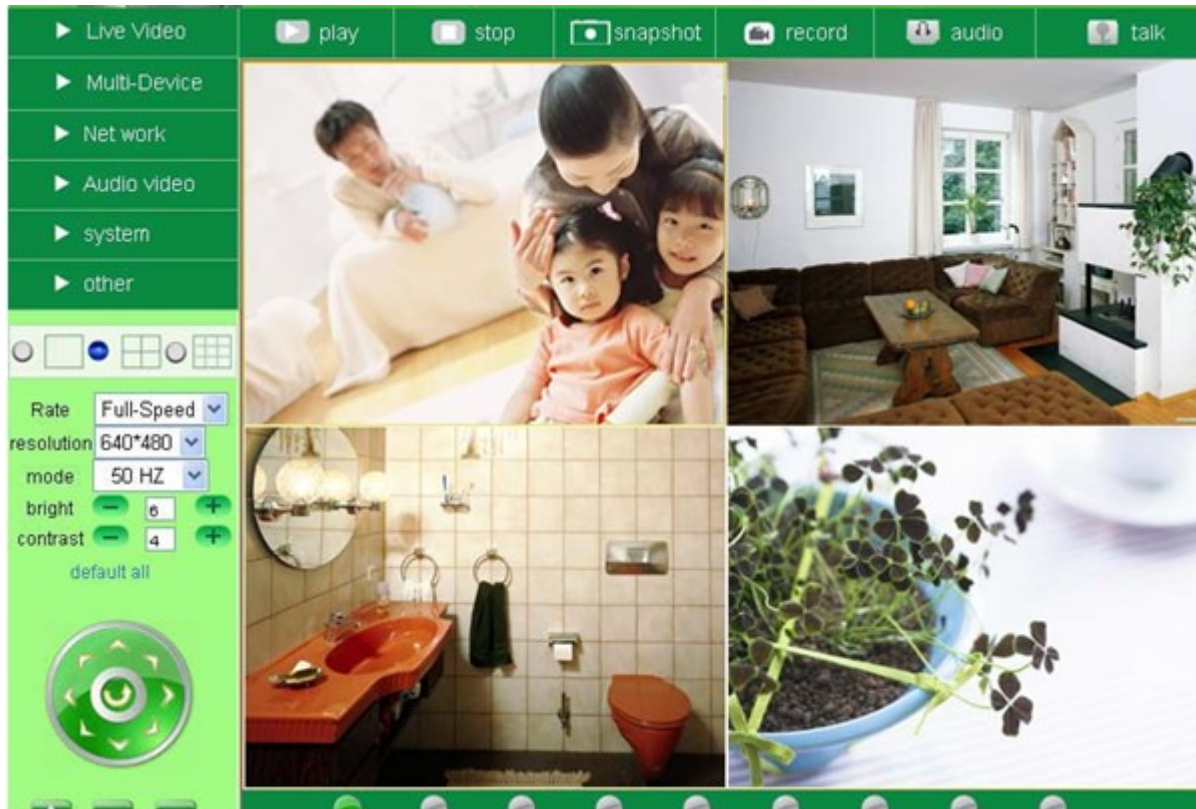 Live Video
play
stop
snapshot
record
audio
talk
Multi-Device
Net work
Audio video
system
other
Rate Full-Speed
resolution 640*480
mode 50 HZ
bright 6
contrast 4
default all